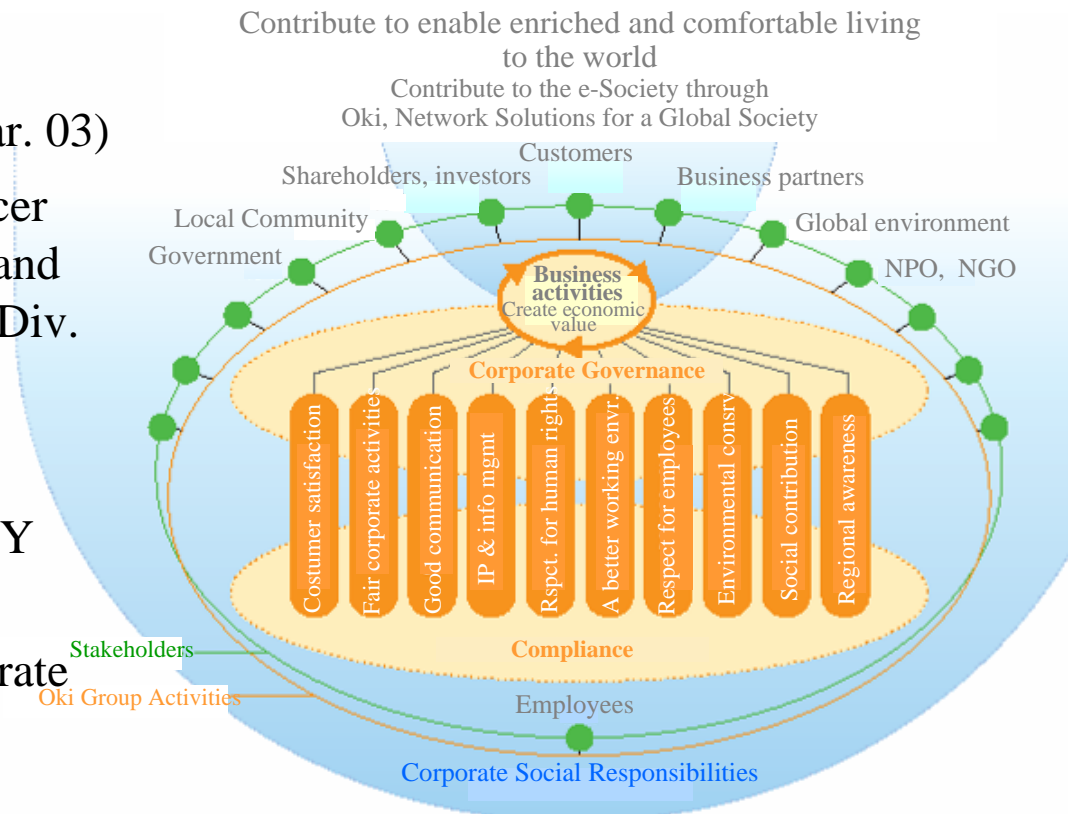 Contribute to enable enriched and comfortable living
to the world
Contribute to the e-Society through
Oki, Network Solutions for a Global Society
ar. 03)
cer
and
Div.
Y
rate
Customers
Shareholders, investors
Business partners
Local Community
Global environment
Government
NPO, NGO
Business
activities
Create economic
value
Corporate Governance
Costumer satisfaction
Fair corporate activities
Good communication
IP & info mgmt
Rspct. for human rights
A better working envr.
Respect for employees
Environmental consrv
Social contribution
Regional awareness
Compliance
Stakeholders
Oki Group Activities
Employees
Corporate Social Responsibilities